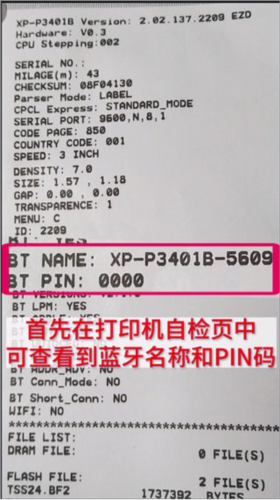 XP-P3401B Version: 2.02.137.2209 EZD
Hardware: V0.3
CPU Stepping:002
SERIAL NO.:
MILAGE(m): 43
CHECKSUM: 08F04130
Parser Mode: LABEL
CPCL Express: STANDARD_MODE
SERIAL PORT: 9600,N,8,1
CODE PAGE: 850
COUNTRY CODE: 001
SPEED: 3 INCH
DENSITY: 7.0
SIZE: 1.57 , 1.18
GAP: 0.00 , 0.00
TRANSPARENCE: 1
MENU: C
ID: 2209
BT: YES
BT NAME: XP-P3401B-5609
BT PIN: 0000
BT LPM: YES
首先在打印机自检页中
可查看到蓝牙名称和PIN码
BT ADDR_ADV: NO
BT Conn_Mode: NO
BT Short_Conn: NO
WIFI: NO
FILE LIST:
DRAM FILE:
0 FILE(S)
FLASH FILE:
2 FILE(S)
TSS24.BF2
1737392 BYTES